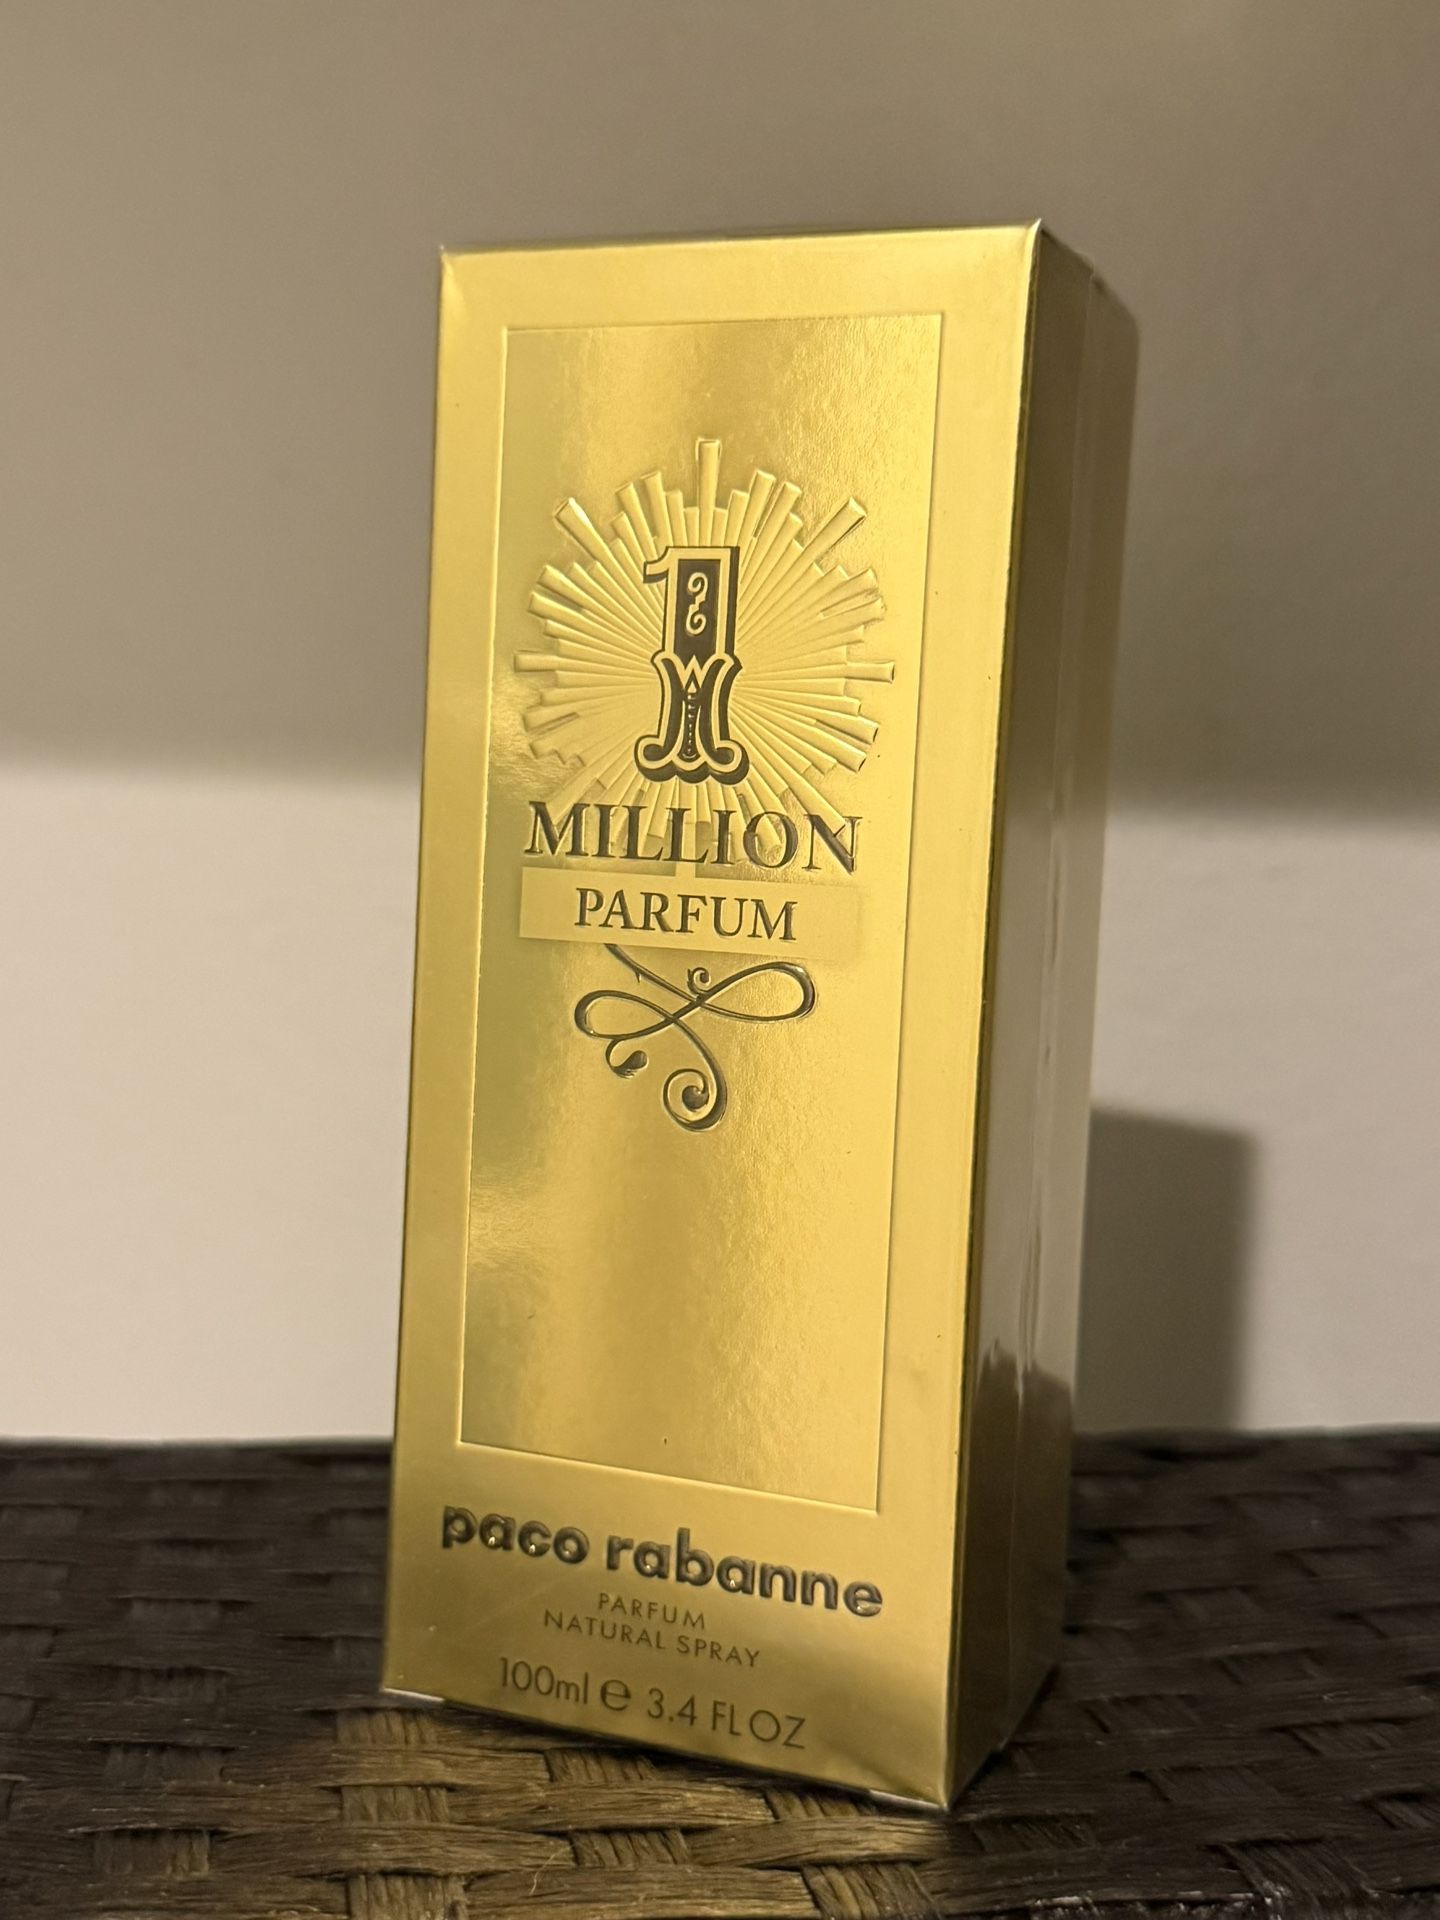 1
M
MILLION
PARFUM
paco rabanne
PARFUM
NATURAL SPRAY
100ml ℮ 3.4 FL OZ